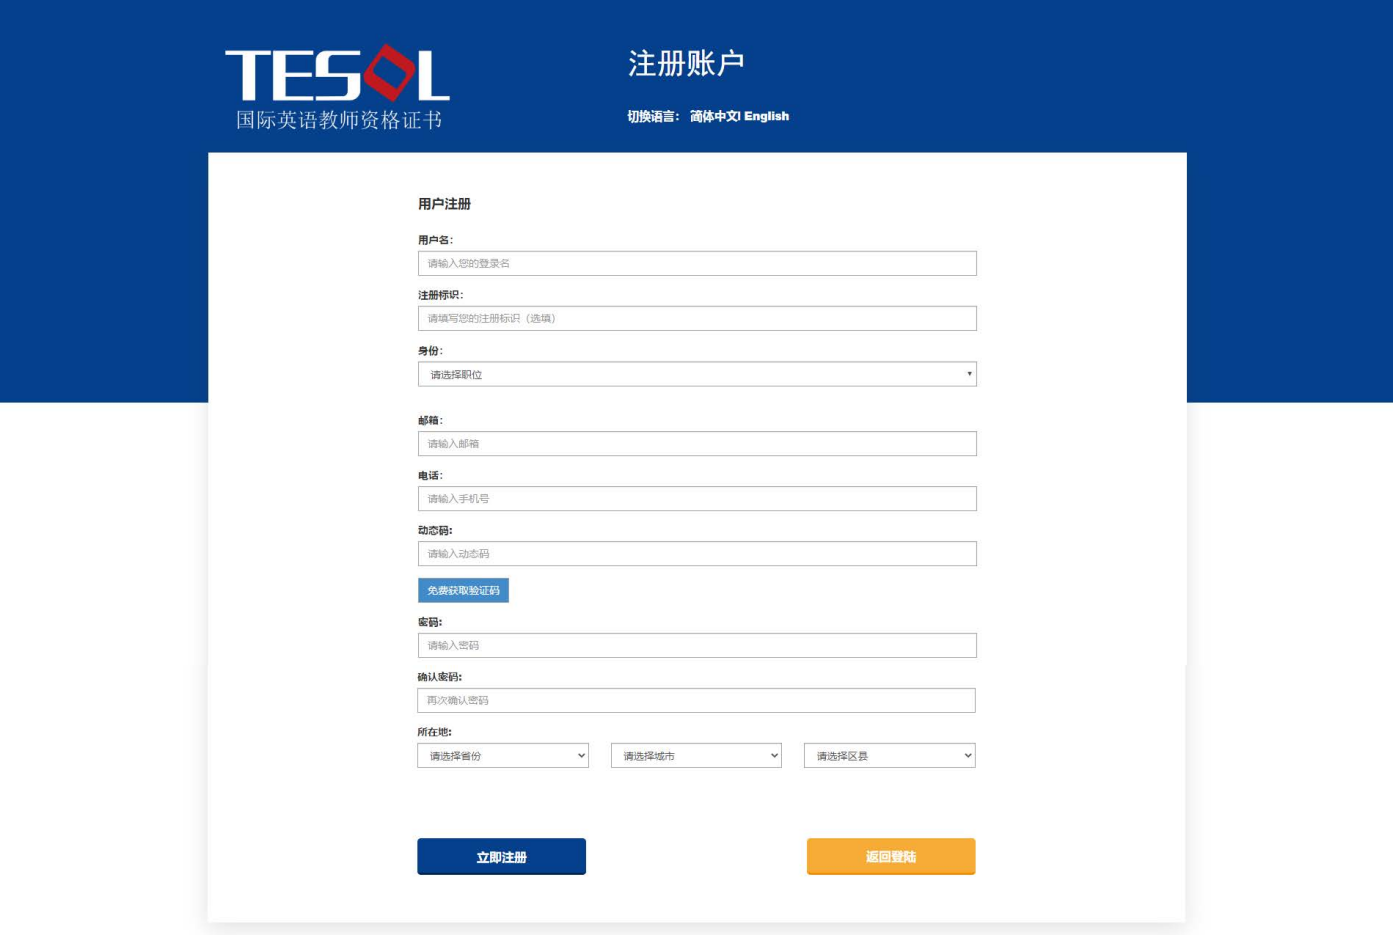 TESOL
国际英语教师资格证书
注册账户
切换语言： 简体中文| English
用户注册
用户名:
请输入您的登录名
注册标识:
请填写您的注册标识（选填）
身份:
请选择职位
邮箱:
请输入邮箱
电话:
请输入手机号
动态码:
请输入动态码
免费获取验证码
密码:
请输入密码
确认密码:
再次确认密码
所在地:
请选择省份 请选择城市 请选择区县
立即注册 返回登陆